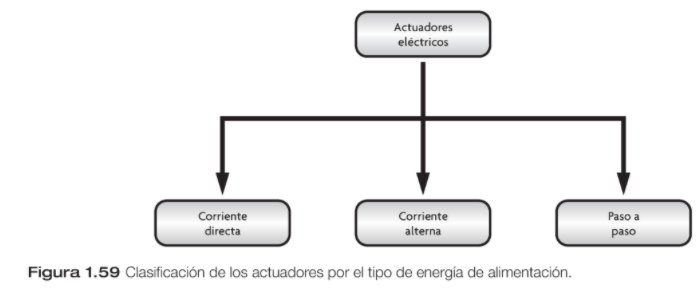 Actuadores
eléctricos
Corriente
directa
Corriente
alterna
Paso a
paso
Figura 1.59 Clasificación de los actuadores por el tipo de energía de alimentación.